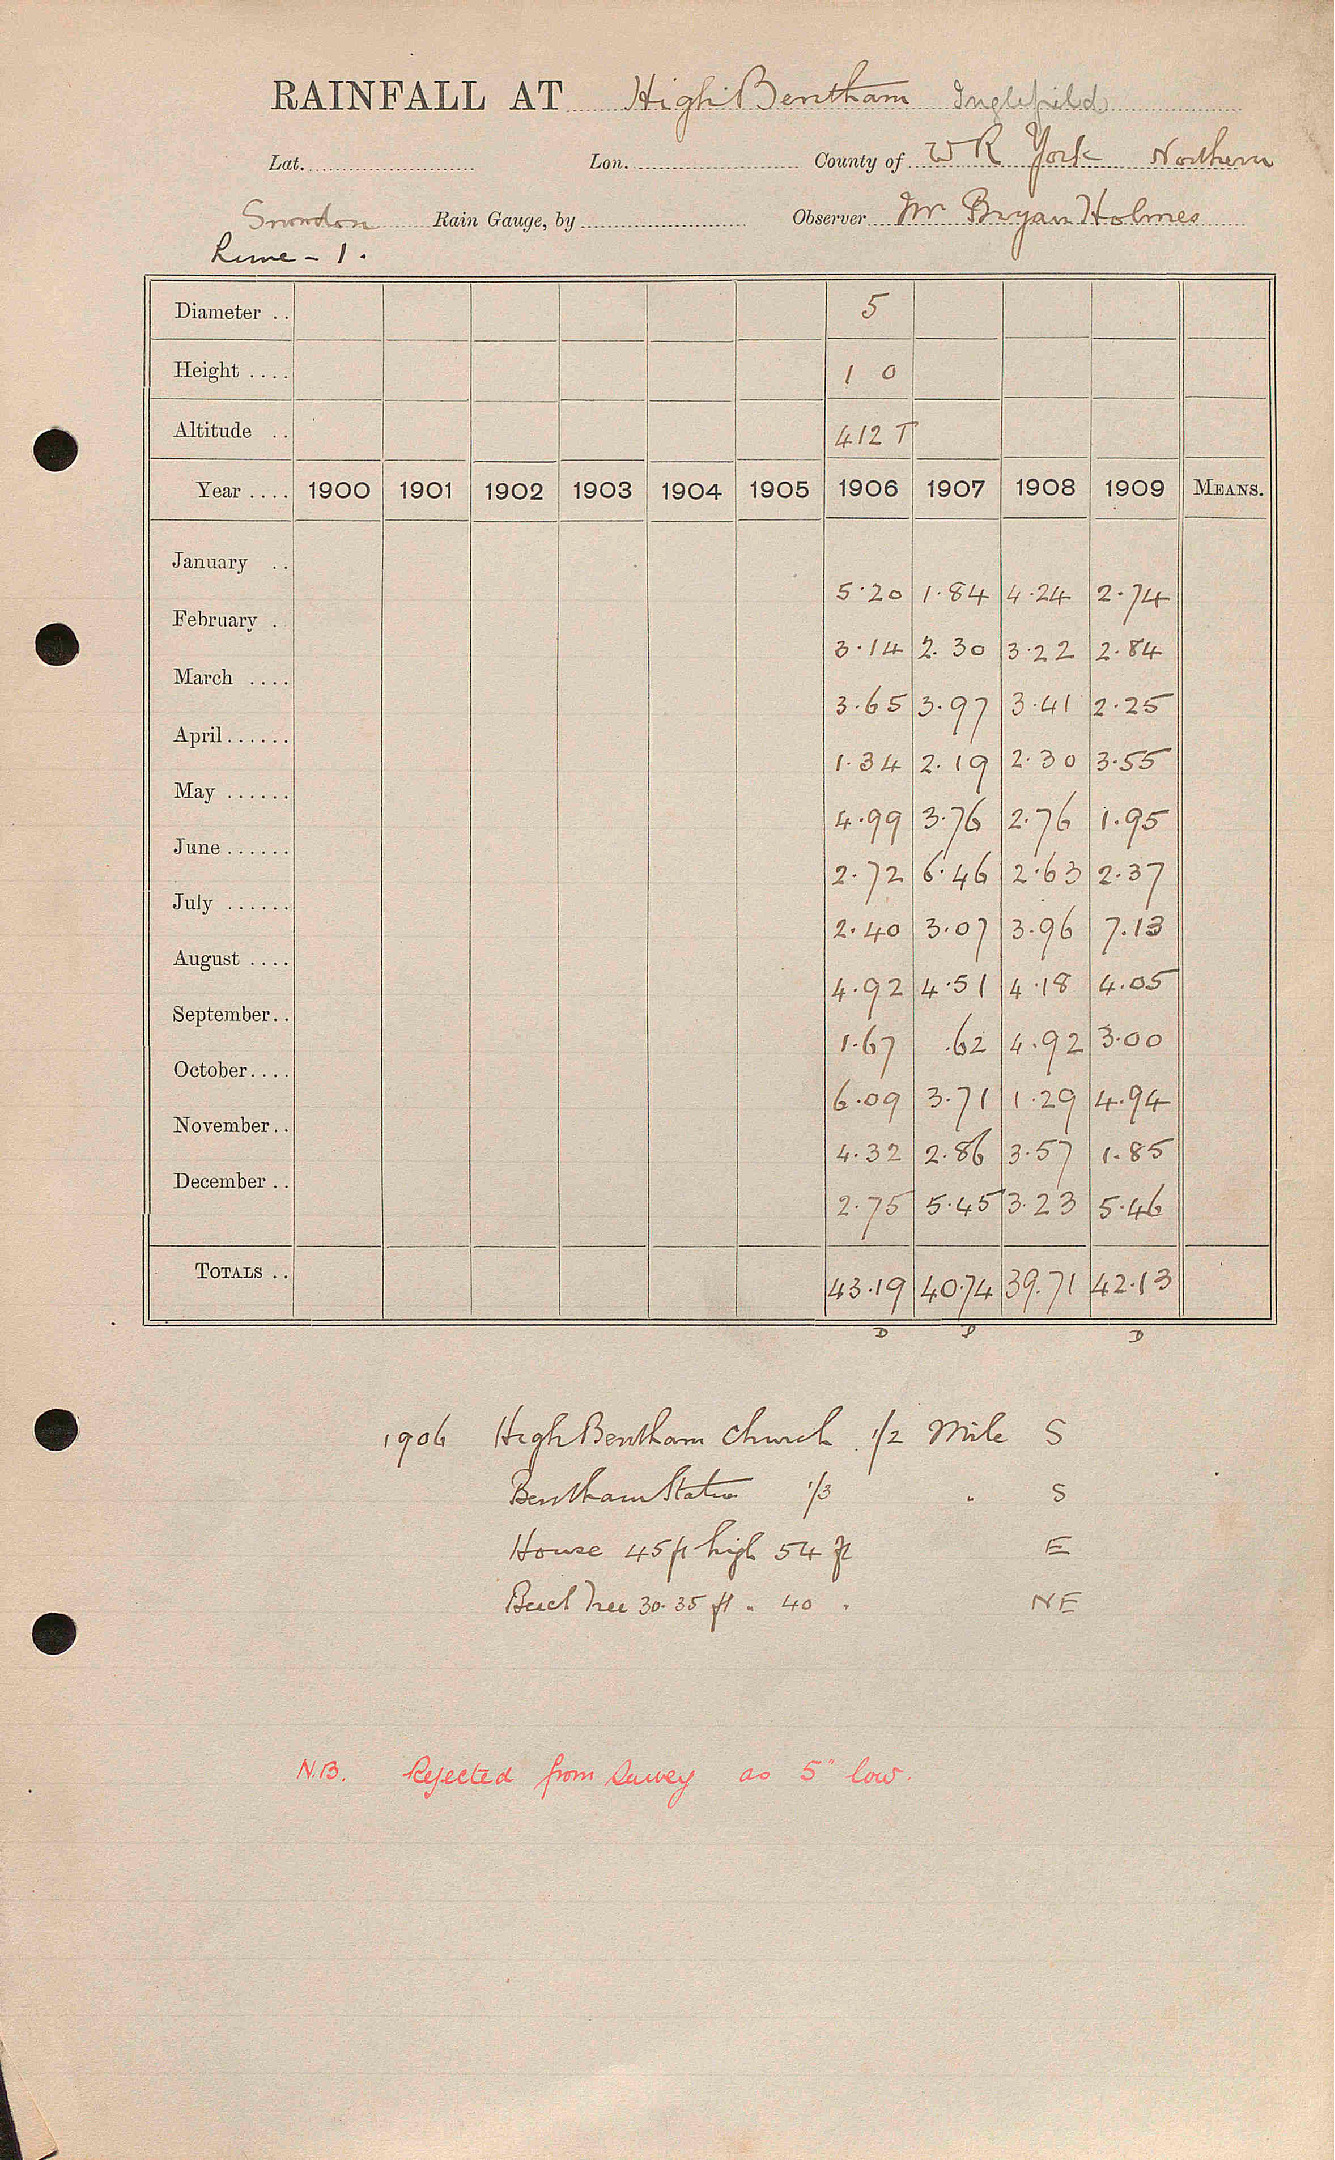 RAINFALL AT High Bentham Inglefield
Lat. Lon. County of W R York Northern
Snowdon Rain Gauge, by Observer Mr Bryan Holmes
1.
Diameter .. 5
Height .... 1 0
Altitude .. 412 T
Year .... 1900 1901 1902 1903 1904 1905 1906 1907 1908 1909 MEANS.
January .. 5.20 1.84 4.24 2.74
February . 3.14 2.30 3.22 2.84
March .... 3.65 3.97 3.41 2.25
April...... 1.34 2.19 2.30 3.55
May ...... 4.99 3.76 2.76 1.95
June ...... 2.72 6.46 2.63 2.37
July ...... 2.40 3.07 3.96 7.13
August .... 4.92 4.51 4.18 4.05
September.. 1.67 .62 4.92 3.00
October.... 6.09 3.71 1.29 4.94
November.. 4.32 2.86 3.57 1.85
December .. 2.75 5.45 3.23 5.46
TOTALS .. 43.19 40.74 39.71 42.13
D D D
1906 High Bentham Church 1/2 Mile S
Bentham Station 1/3 " S
House 45 ft high 54 ft E
Beech Tree 30.35 ft " 40 " NE
N.B. Rejected from Survey as 5" low.